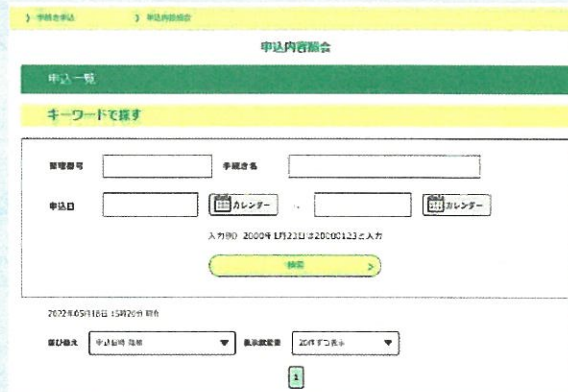 手続き申込 申込内容照会
申込内容照会
申込一覧
キーワードで探す
整理番号 手続き名
申込日 カレンダー ～ カレンダー
入力例）2000年1月23日は20000123と入力
検索
2022年05月18日 15時26分 現在
並び替え 申込日時 降順 表示数変更 20件ずつ表示
1